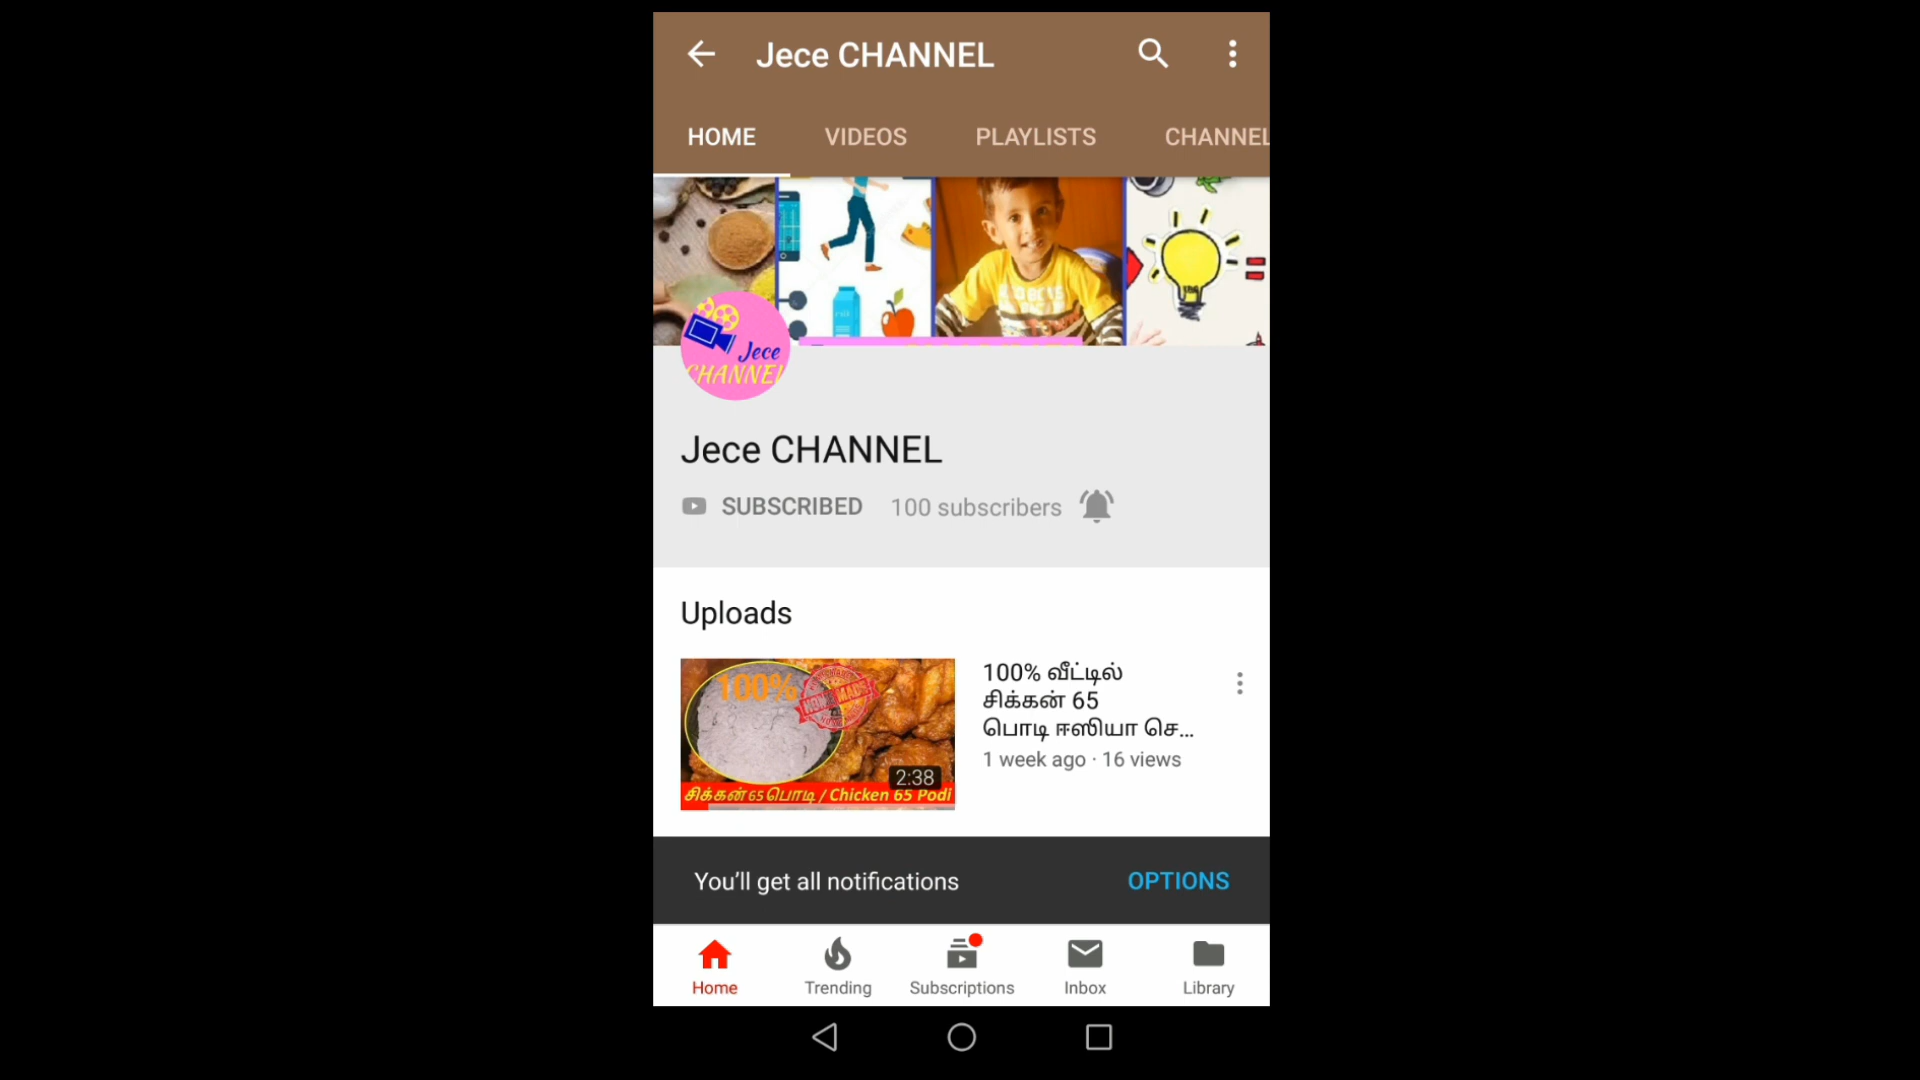 Jece CHANNEL
HOME VIDEOS PLAYLISTS CHANNEL
Jece
CHANNEL
Jece CHANNEL
SUBSCRIBED 100 subscribers
Uploads
100%
2:38
சிக்கன் 65 பொடி / Chicken 65 Podi
100% வீட்டில்
சிக்கன் 65
பொடி ஈஸியா செ...
1 week ago · 16 views
You’ll get all notifications OPTIONS
Home Trending Subscriptions Inbox Library